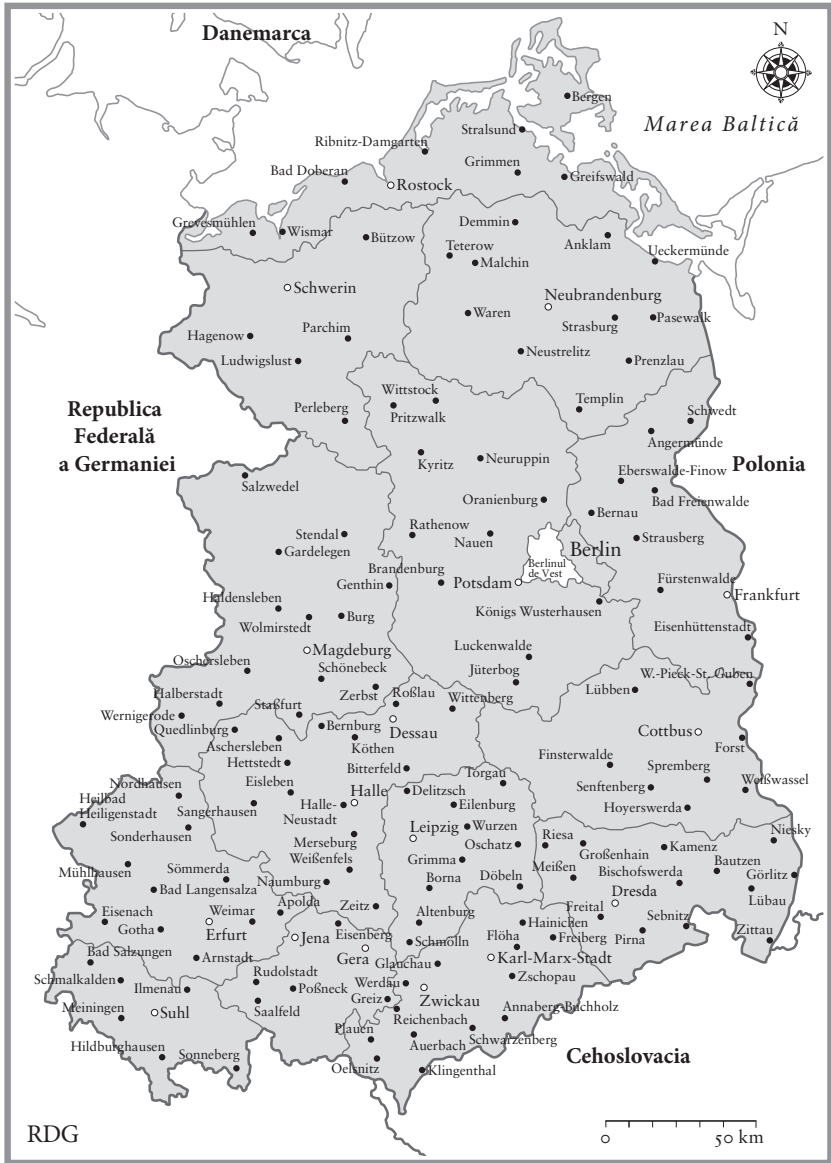 Danemarca
N
Bergen
Marea Baltică
Stralsund
Ribnitz-Damgarten
Grimmen
Bad Doberan
Greifswald
Rostock
Grevesmühlen
Wismar
Bützow
Demmin
Anklam
Teterow
Malchin
Ueckermünde
Schwerin
Neubrandenburg
Waren
Strasburg
Pasewalk
Hagenow
Parchim
Ludwigslust
Neustrelitz
Prenzlau
Republica
Federală
a Germaniei
Wittstock
Pritzwalk
Perleberg
Templin
Schwedt
Angermünde
Polonia
Kyritz
Neuruppin
Eberswalde-Finow
Salzwedel
Bad Freienwalde
Oranienburg
Bernau
Stendal
Rathenow
Nauen
Strausberg
Gardelegen
Berlin
Berlinul
de Vest
Brandenburg
Genthin
Potsdam
Fürstenwalde
Frankfurt
Haldensleben
Königs Wusterhausen
Wolmirstedt
Burg
Eisenhüttenstadt
Magdeburg
Luckenwalde
Oschersleben
Schönebeck
Jüterbog
W.-Pieck-St. Guben
Zerbst
Roßlau
Wittenberg
Lübben
Halberstadt
Staßfurt
Wernigerode
Quedlinburg
Bernburg
Dessau
Cottbus
Aschersleben
Köthen
Forst
Hettstedt
Bitterfeld
Finsterwalde
Spremberg
Torgau
Nordhausen
Eisleben
Halle
Delitzsch
Senftenberg
Weißwassel
Heilbad
Heiligenstadt
Sangerhausen
Halle-
Neustadt
Eilenburg
Hoyerswerda
Sonderhausen
Leipzig
Wurzen
Niesky
Merseburg
Oschatz
Riesa
Großenhain
Kamenz
Weißenfels
Grimma
Meißen
Bischofswerda
Bautzen
Mühlhausen
Sömmerda
Görlitz
Bad Langensalza
Naumburg
Borna
Döbeln
Dresda
Lübau
Apolda
Zeitz
Freital
Eisenach
Weimar
Altenburg
Hainichen
Sebnitz
Gotha
Erfurt
Jena
Eisenberg
Flöha
Freiberg
Pirna
Zittau
Bad Salzungen
Schmölln
Arnstadt
Gera
Glauchau
Karl-Marx-Stadt
Schmalkalden
Rudolstadt
Zschopau
Ilmenau
Poßneck
Werdau
Greiz
Zwickau
Meiningen
Suhl
Saalfeld
Annaberg-Buchholz
Reichenbach
Plauen
Auerbach
Schwarzenberg
Hildburghausen
Sonneberg
Cehoslovacia
Oelsnitz
Klingenthal
RDG
0
50 km